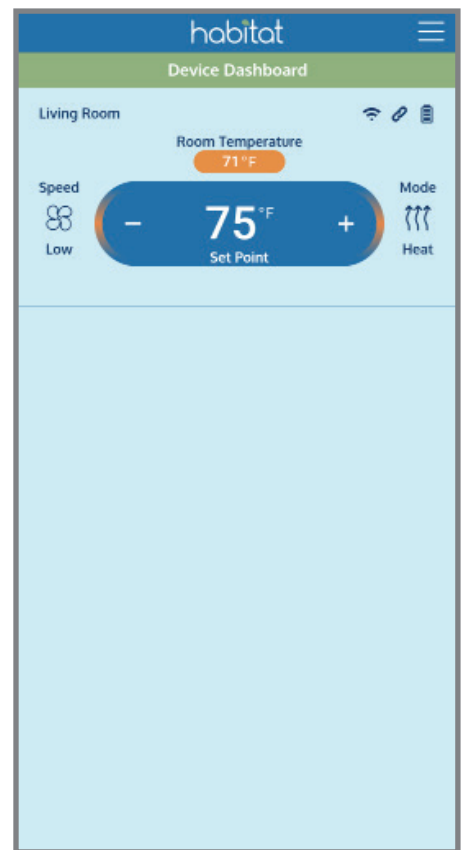 habitat
Device Dashboard
Living Room
Room Temperature
71°F
Speed
Mode
− 75°F +
Low
Set Point
Heat